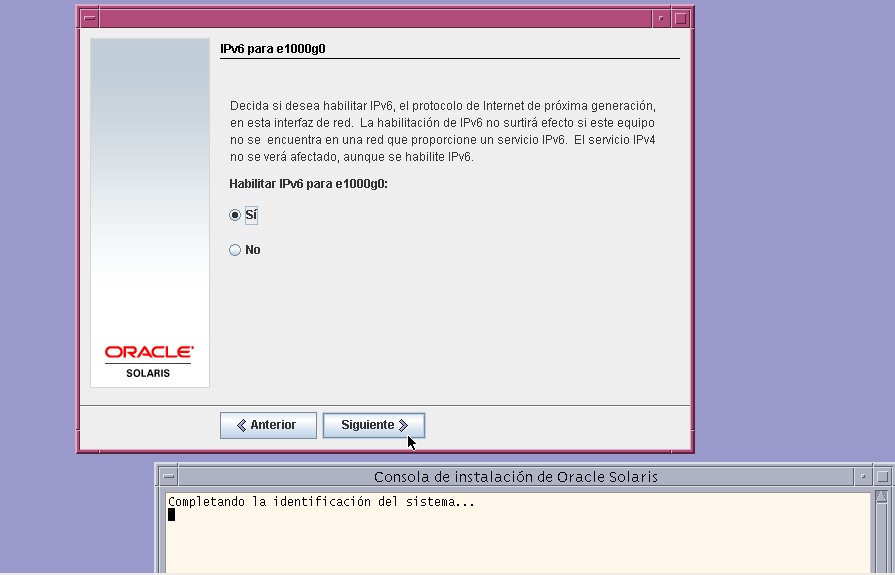 IPv6 para e1000g0
Decida si desea habilitar IPv6, el protocolo de Internet de próxima generación,
en esta interfaz de red. La habilitación de IPv6 no surtirá efecto si este equipo
no se encuentra en una red que proporcione un servicio IPv6. El servicio IPv4
no se verá afectado, aunque se habilite IPv6.
Habilitar IPv6 para e1000g0:
Sí
No
ORACLE
SOLARIS
Anterior
Siguiente
Consola de instalación de Oracle Solaris
Completando la identificación del sistema...